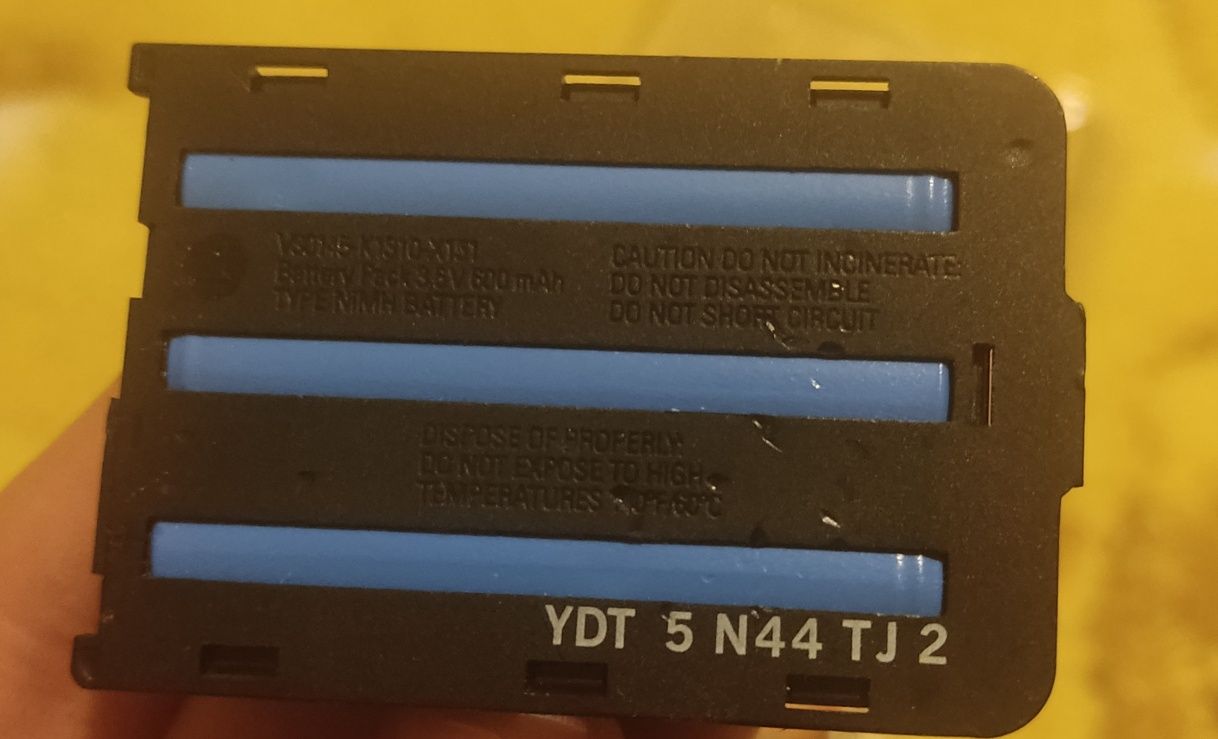 Battery Pack 3.6V 600 mAh
TYPE NIMH BATTERY
CAUTION DO NOT INCINERATE.
DO NOT DISASSEMBLE
DO NOT SHORT CIRCUIT
DISPOSE OF PROPERLY.
DO NOT EXPOSE TO HIGH
TEMPERATURES
YDT 5 N44 TJ 2